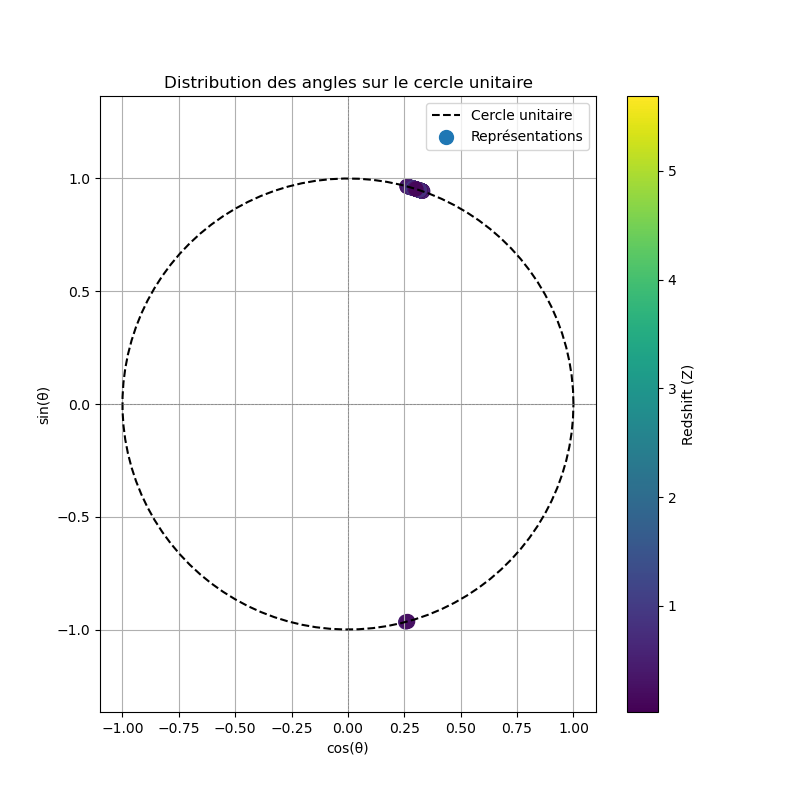 Distribution des angles sur le cercle unitaire
Cercle unitaire
Représentations
1.0
0.5
0.0
−0.5
−1.0
sin(θ)
−1.00 −0.75 −0.50 −0.25 0.00 0.25 0.50 0.75 1.00
cos(θ)
5
4
3
2
1
Redshift (Z)